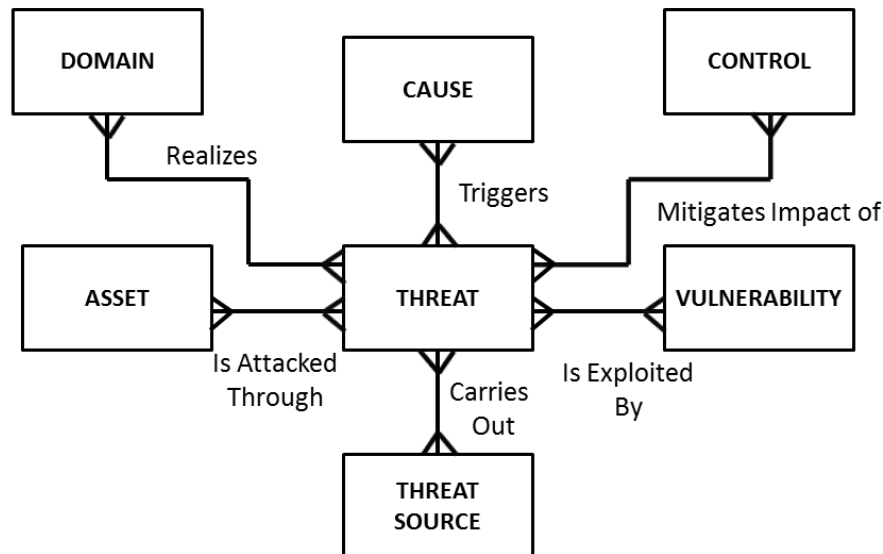 DOMAIN
CAUSE
CONTROL
Realizes
Triggers
Mitigates Impact of
ASSET
THREAT
VULNERABILITY
Is Attacked
Through
Carries
Out
Is Exploited
By
THREAT
SOURCE